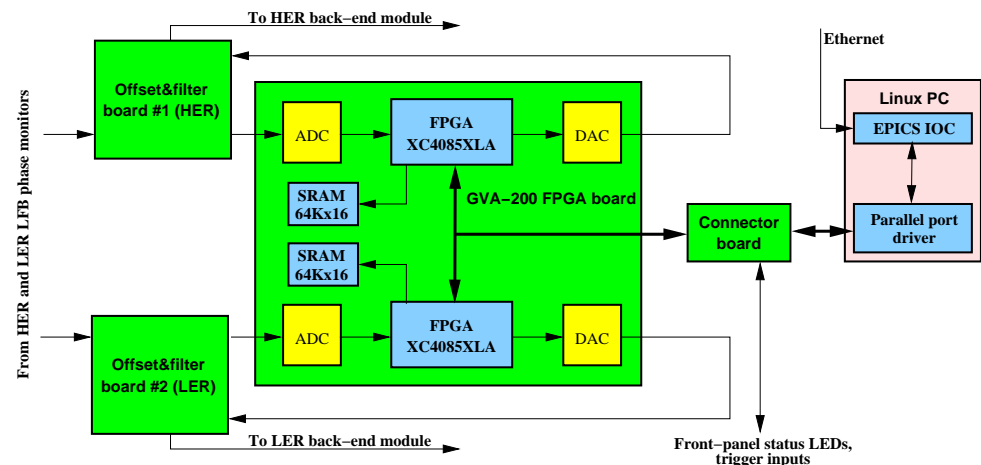 To HER back−end module
Ethernet
Offset&filter
board #1 (HER)
Linux PC
EPICS IOC
Parallel port
driver
ADC
FPGA
XC4085XLA
DAC
SRAM
64Kx16
GVA−200 FPGA board
Connector
board
SRAM
64Kx16
ADC
FPGA
XC4085XLA
DAC
Offset&filter
board #2 (LER)
To LER back−end module
Front−panel status LEDs,
trigger inputs
From HER and LER LFB phase monitors